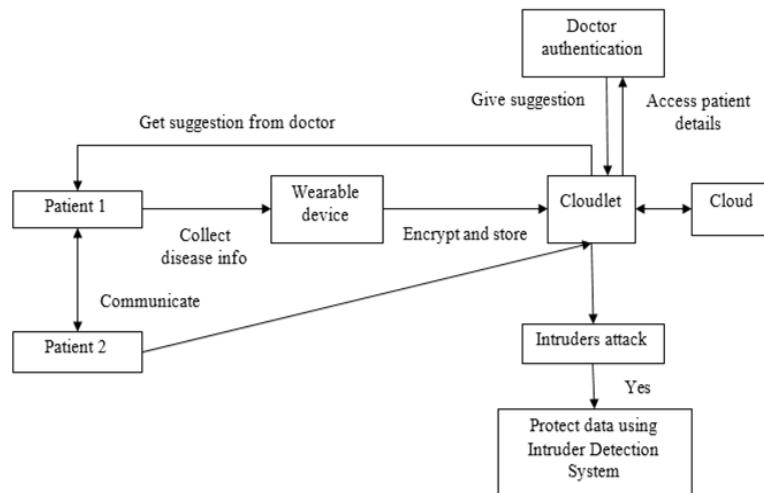 Doctor
authentication
Give suggestion
Access patient
details
Get suggestion from doctor
Patient 1
Wearable
device
Cloudlet
Cloud
Collect
disease info
Encrypt and store
Communicate
Patient 2
Intruders attack
Yes
Protect data using
Intruder Detection
System